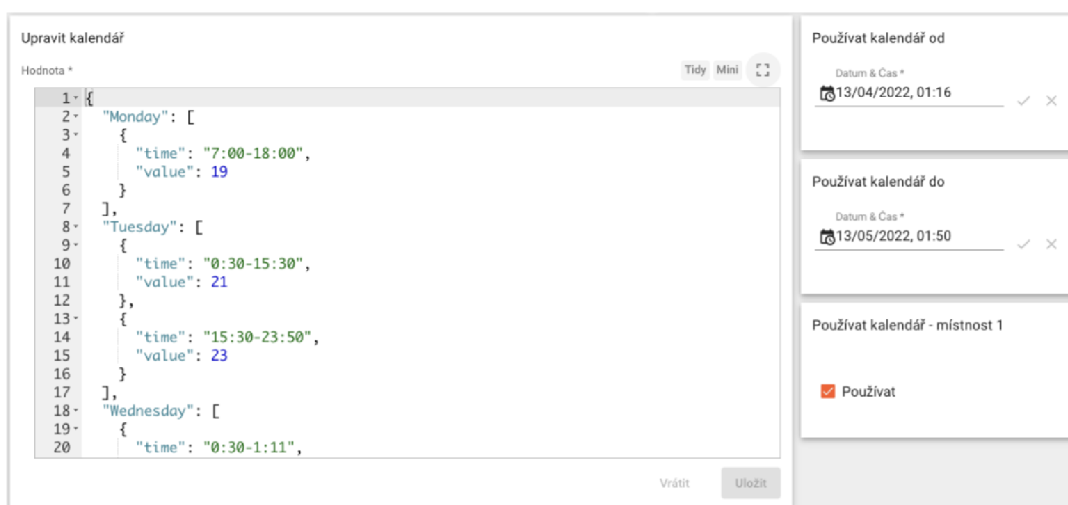 Upravit kalendář
Hodnota *
Tidy Mini
1 {
2 "Monday": [
3 {
4 "time": "7:00-18:00",
5 "value": 19
6 }
7 ],
8 "Tuesday": [
9 {
10 "time": "0:30-15:30",
11 "value": 21
12 },
13 {
14 "time": "15:30-23:50",
15 "value": 23
16 }
17 ],
18 "Wednesday": [
19 {
20 "time": "0:30-1:11",
Vrátit Uložit
Používat kalendář od
Datum & Čas *
13/04/2022, 01:16
Používat kalendář do
Datum & Čas *
13/05/2022, 01:50
Používat kalendář - místnost 1
Používat